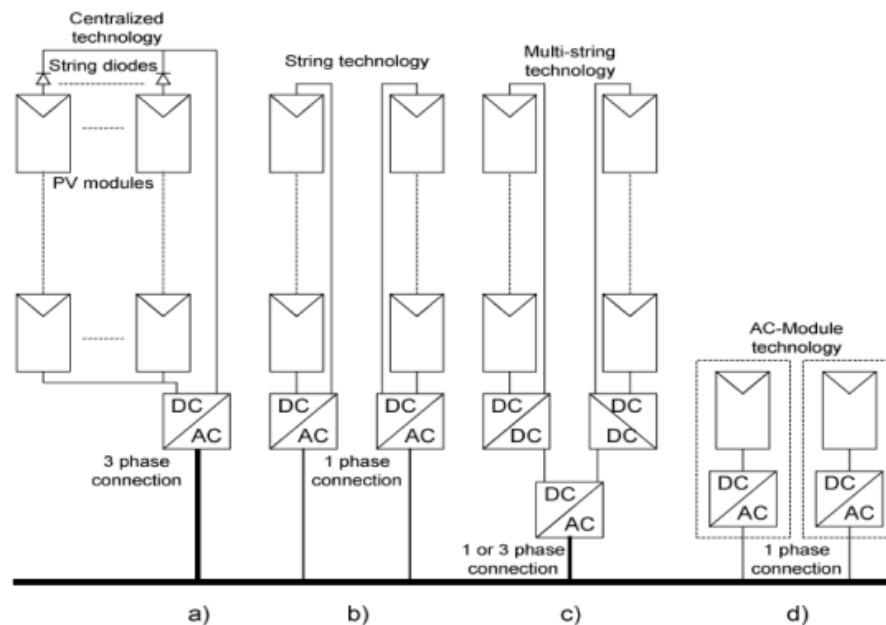 Centralized
technology
String diodes
PV modules
DC
AC
3 phase
connection
String technology
DC
AC
DC
AC
1 phase
connection
Multi-string
technology
DC
DC
DC
DC
DC
AC
1 or 3 phase
connection
AC-Module
technology
DC
AC
DC
AC
1 phase
connection
a)
b)
c)
d)